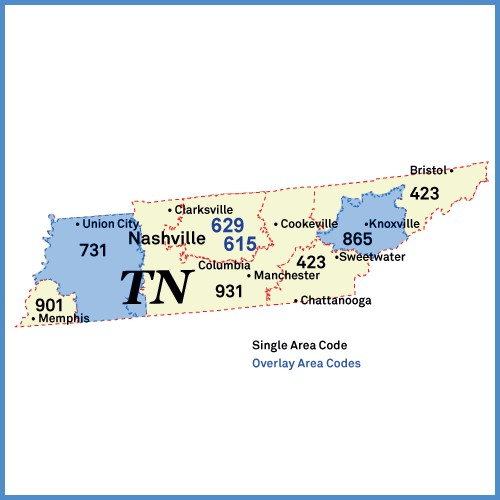 Bristol
423
Clarksville
Union City
629
Cookeville
Knoxville
731
Nashville
615
865
Sweetwater
Columbia
423
Manchester
TN
931
901
Chattanooga
Memphis
Single Area Code
Overlay Area Codes